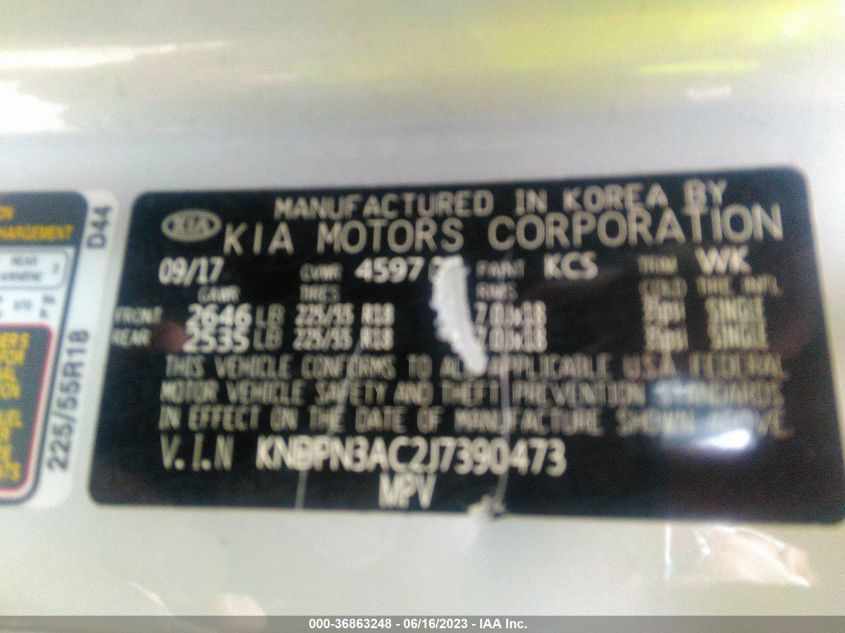 MANUFACTURED IN KOREA BY
KIA KIA MOTORS CORPORATION
09/17 GVWR 4597 PAINT KCS TRIM WK
GAWR TIRES RIMS COLD TIRE INFL
FRONT 2646 LB 225/55 R18 7.0Jx18 35psi SINGLE
REAR 2535 LB 225/55 R18 7.0Jx18 35psi SINGLE
THIS VEHICLE CONFORMS TO ALL APPLICABLE U.S.A. FEDERAL
MOTOR VEHICLE SAFETY AND THEFT PREVENTION STANDARDS
IN EFFECT ON THE DATE OF MANUFACTURE SHOWN ABOVE.
V.I.N KNDPN3AC2J7390473
MPV
D44
225/55R18
000-36863248 - 06/16/2023 - IAA Inc.